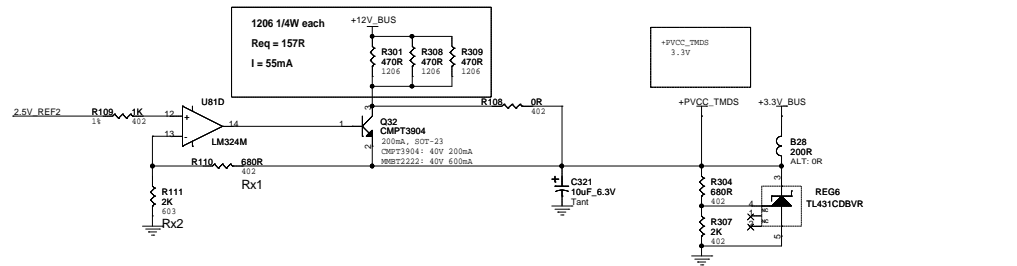 1206 1/4W each
Req = 157R
I = 55mA
+12V_BUS
R301
470R
1206
R308
470R
1206
R309
470R
1206
+PVCC_TMDS
3.3V
2.5V_REF2
R109
1%
1K
402
U81D
12
13
14
+
-
LM324M
1
3
2
Q32
CMPT3904
200mA, SOT-23
CMPT3904: 40V 200mA
MMBT2222: 40V 600mA
R108
0R
402
+PVCC_TMDS
+3.3V_BUS
B28
200R
ALT: 0R
R110
680R
402
Rx1
R111
2K
603
Rx2
+
C321
10uF_6.3V
Tant
R304
680R
402
R307
2K
402
3
4
NC
NC
5
REG6
TL431CDBVR